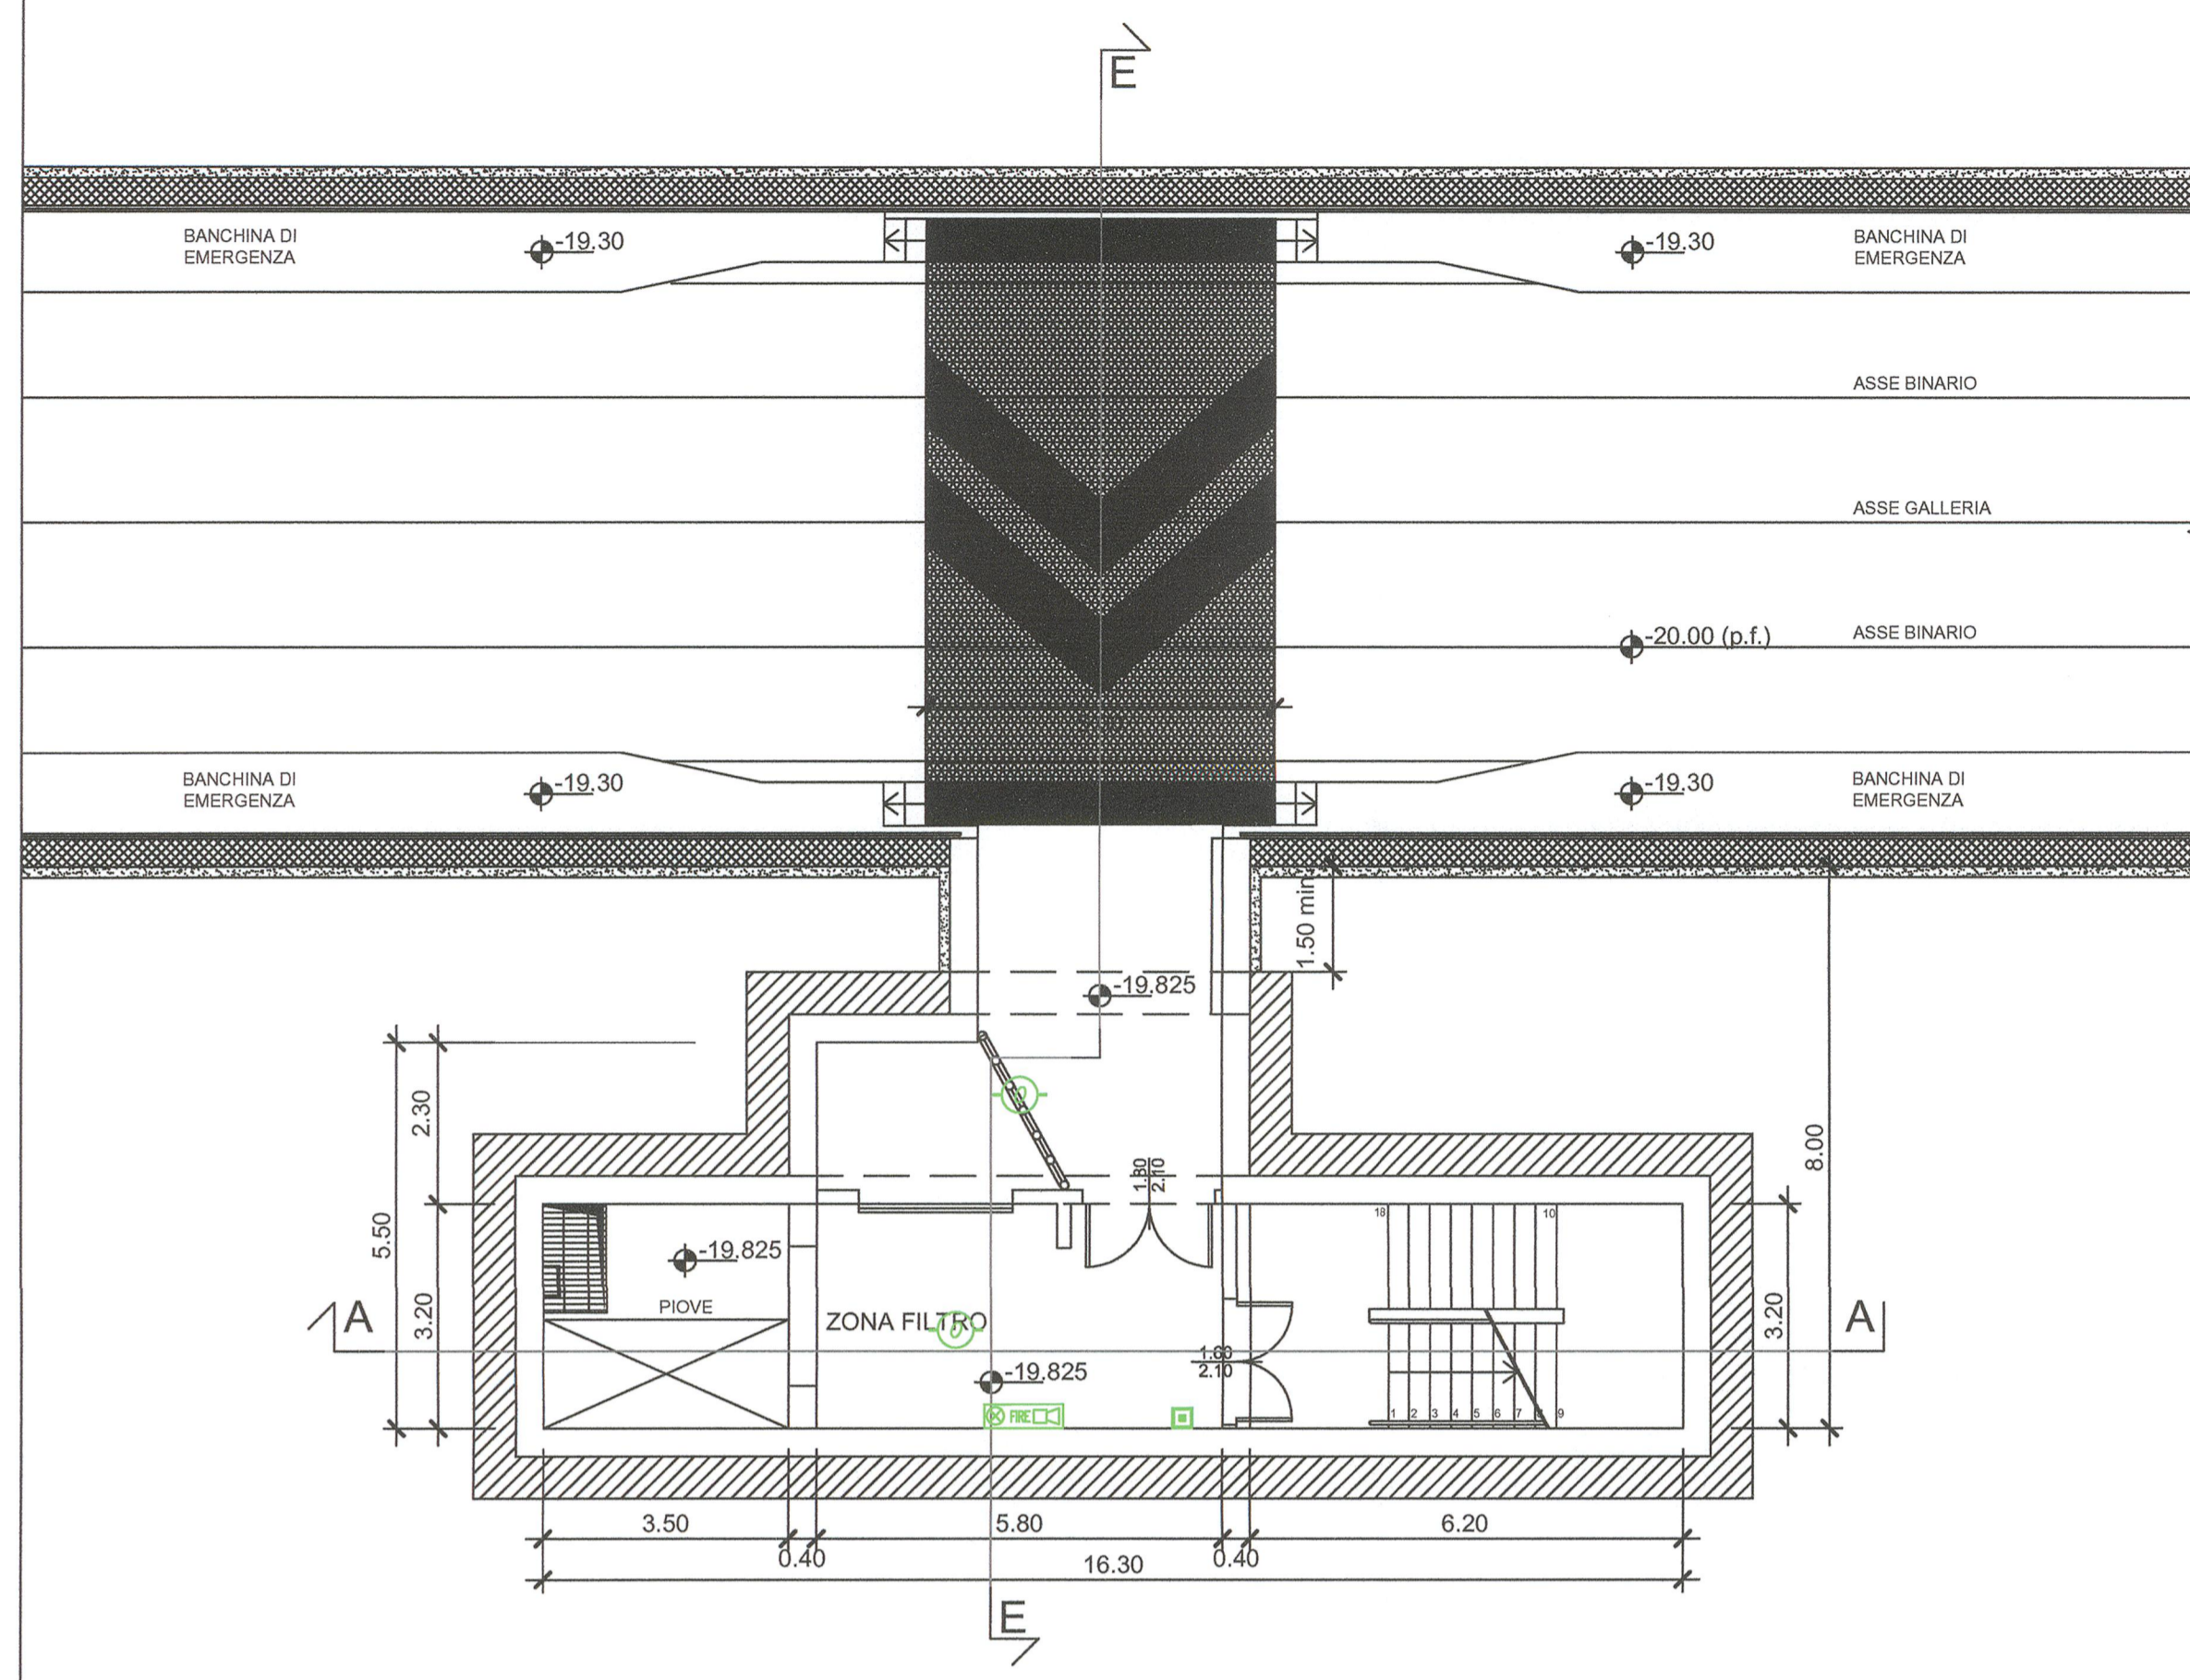 E
BANCHINA DI
EMERGENZA
-19.30
-19.30
BANCHINA DI
EMERGENZA
ASSE BINARIO
ASSE GALLERIA
-20.00 (p.f.)
ASSE BINARIO
BANCHINA DI
EMERGENZA
-19.30
-19.30
BANCHINA DI
EMERGENZA
1.50 min
-19.825
2.30
5.50
3.20
8.00
3.20
1.80
2.10
18
10
-19.825
PIOVE
ZONA FILTRO
A
A
1.60
2.10
-19.825
FIRE
1
2
3
4
5
6
7
8
9
3.50
5.80
6.20
0.40
16.30
0.40
E